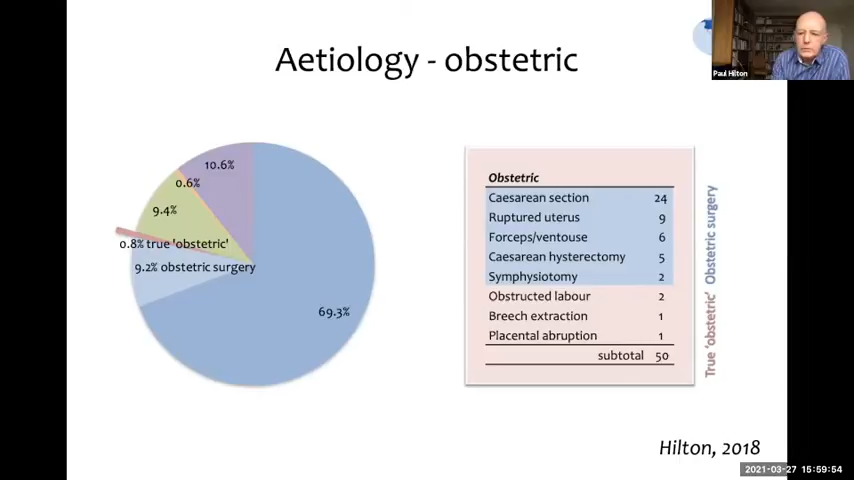 Aetiology - obstetric
Paul Hilton
10.6%
0.6%
9.4%
0.8% true 'obstetric'
9.2% obstetric surgery
69.3%
Obstetric
Caesarean section 24
Ruptured uterus 9
Forceps/ventouse 6
Caesarean hysterectomy 5
Symphysiotomy 2
Obstructed labour 2
Breech extraction 1
Placental abruption 1
subtotal 50
True 'obstetric' Obstetric surgery
Hilton, 2018
2021-03-27 15:59:54